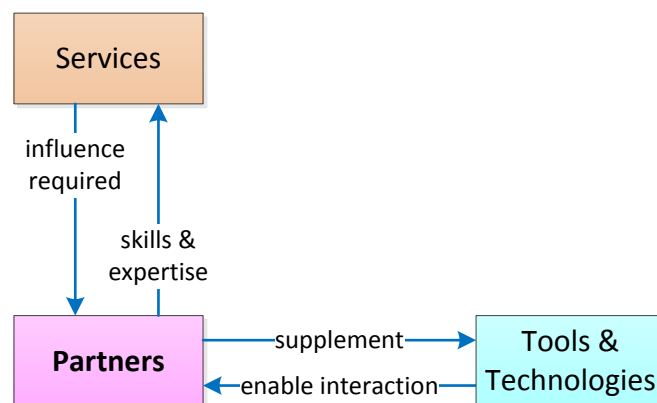 Services
influence
required
skills &
expertise
Partners
supplement
enable interaction
Tools &
Technologies